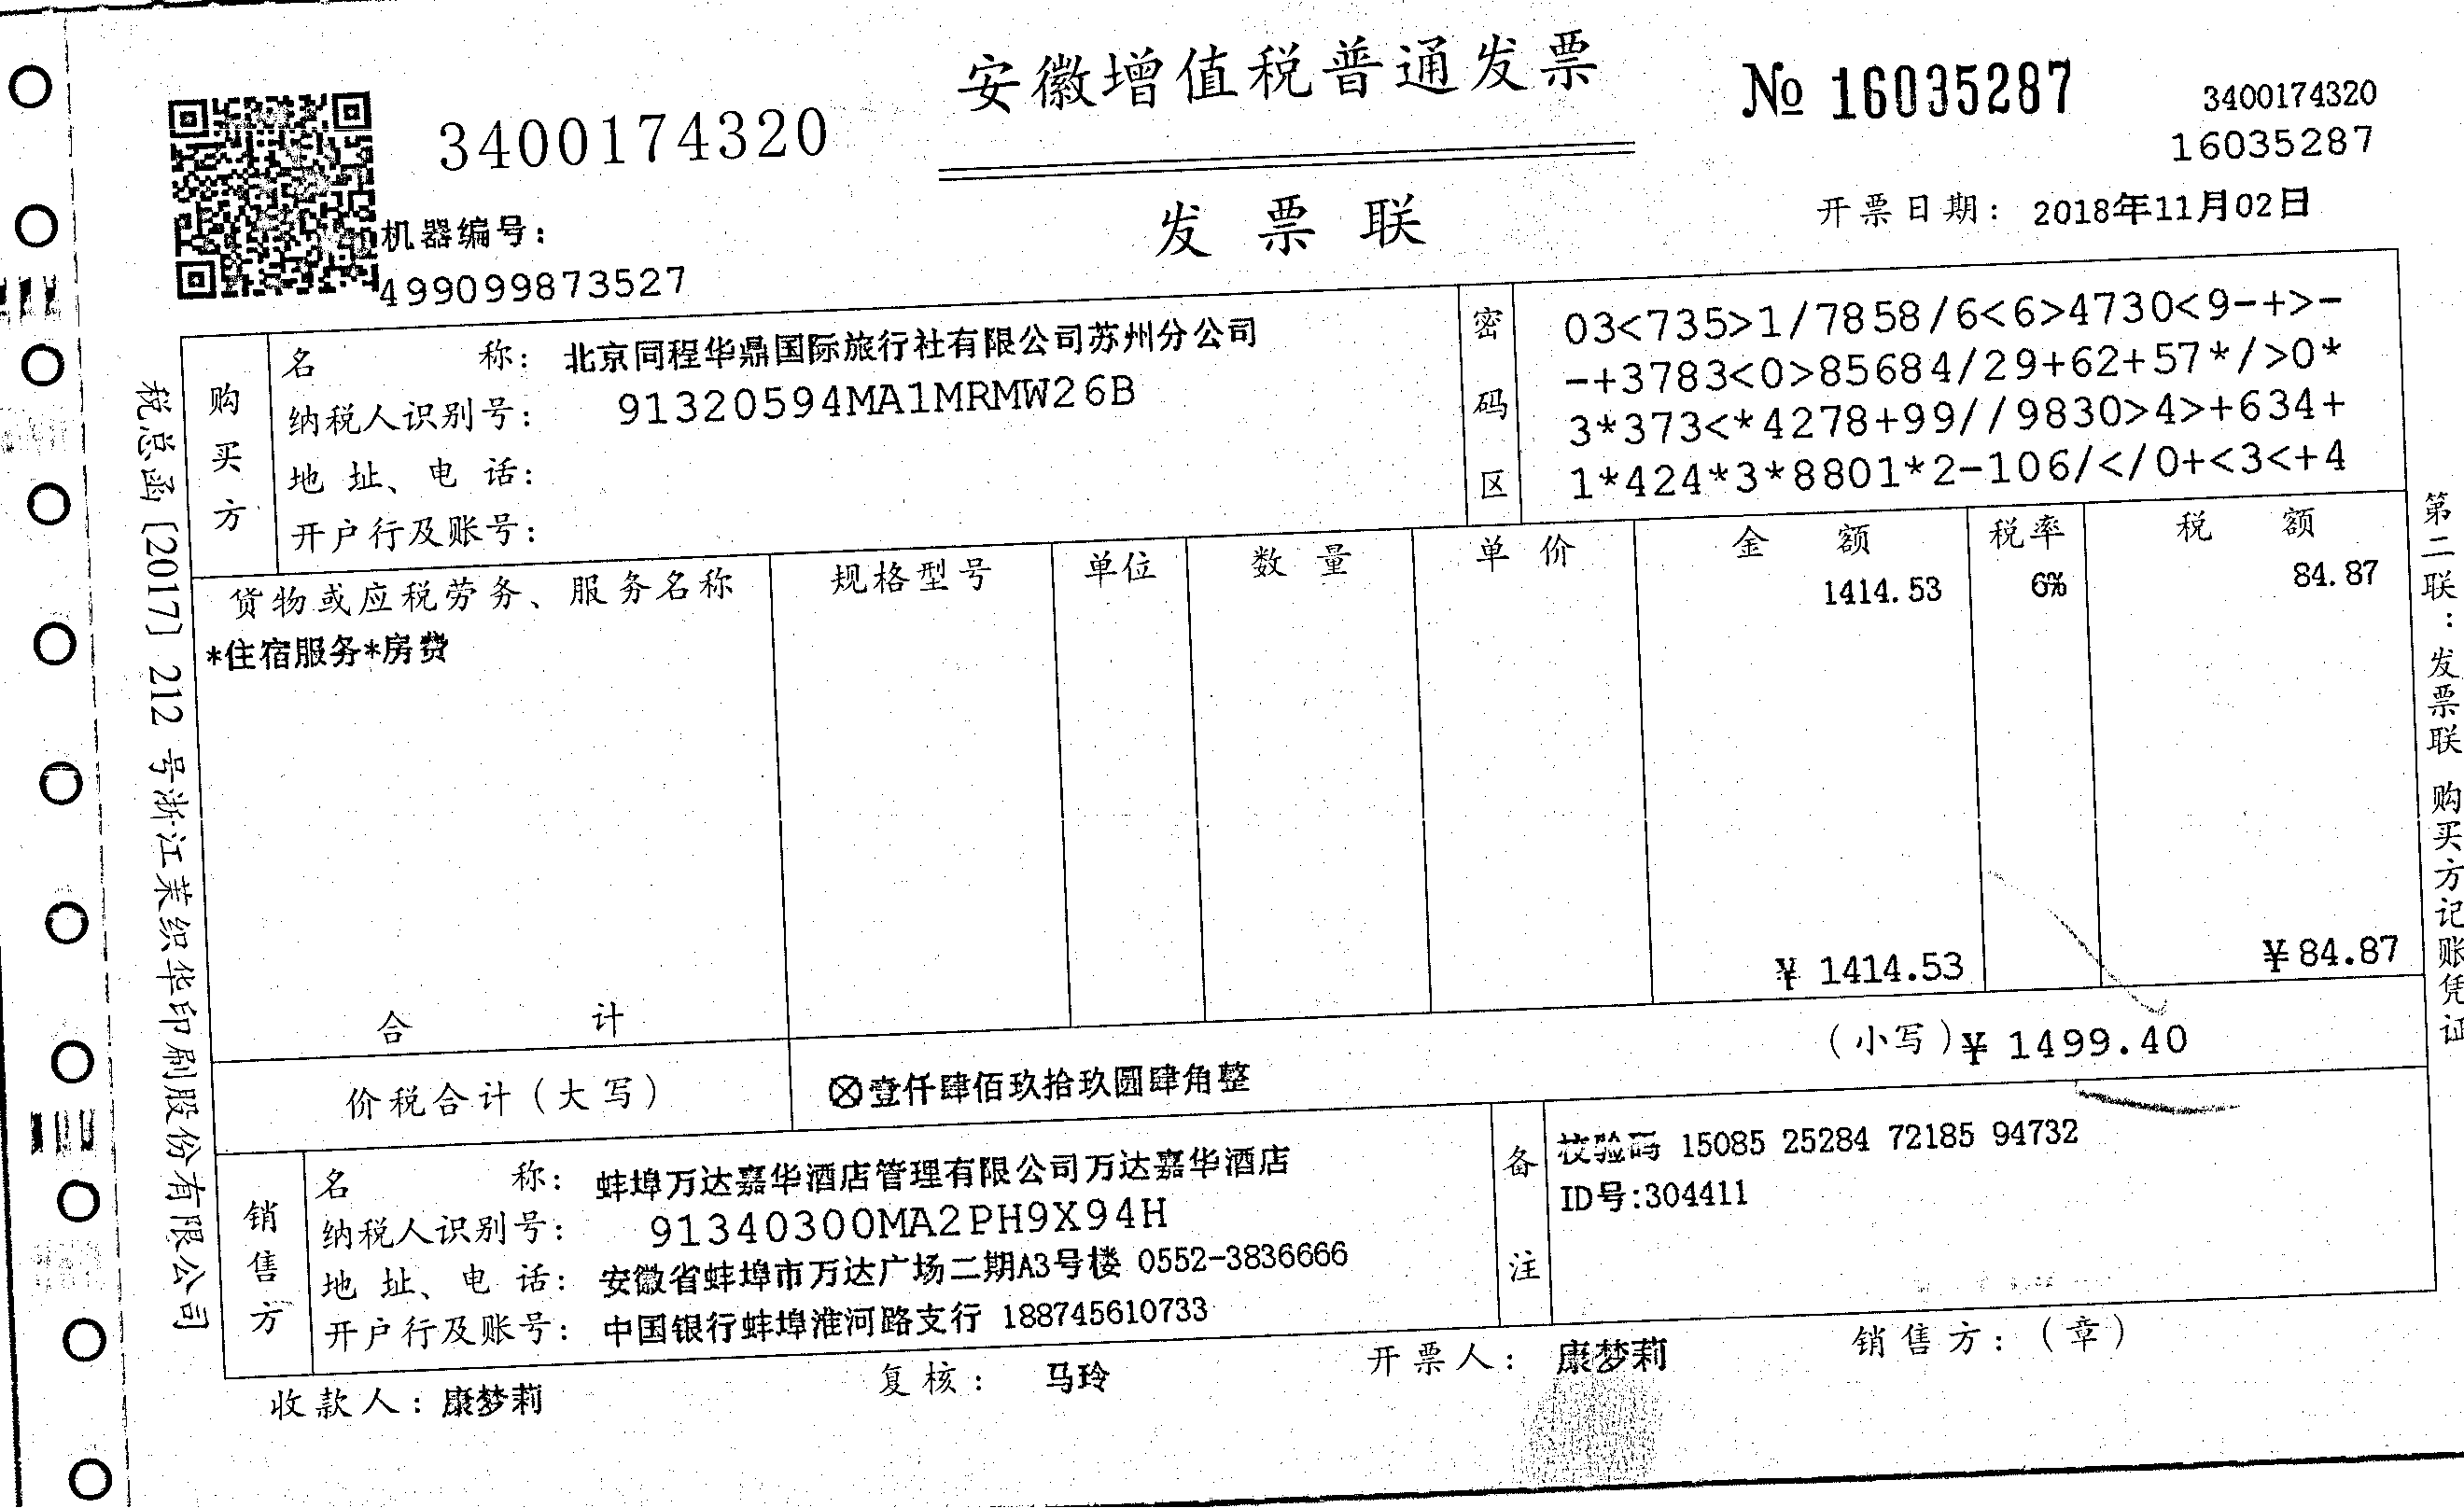 安徽增值税普通发票
№ 16035287
3400174320
3400174320
16035287
发票联
开票日期: 2018年11月02日
机器编号:
499099873527
购买方
名称: 北京同程华鼎国际旅行社有限公司苏州分公司
纳税人识别号: 91320594MA1MRMW26B
地址、电话:
开户行及账号:
密码区
03<735>1/7858/6<6>4730<9-+>-
-+3783<0>85684/29+62+57*/>0*
3*373<*4278+99//9830>4>+634+
1*424*3*8801*2-106/</0+<3<+4
货物或应税劳务、服务名称 规格型号 单位 数量 单价 金额 税率 税额
*住宿服务*房费 1414.53 6% 84.87
合计 ¥ 1414.53 ¥84.87
价税合计(大写) ⊗壹仟肆佰玖拾玖圆肆角整 (小写)¥ 1499.40
销售方
名称: 蚌埠万达嘉华酒店管理有限公司万达嘉华酒店
纳税人识别号: 91340300MA2PH9X94H
地址、电话: 安徽省蚌埠市万达广场二期A3号楼 0552-3836666
开户行及账号: 中国银行蚌埠淮河路支行 188745610733
备注
校验码 15085 25284 72185 94732
ID号:304411
收款人: 康梦莉 复核: 马玲 开票人: 康梦莉 销售方:(章)
税总函[2017]212号浙江茉织华印刷股份有限公司
第二联:发票联 购买方记账凭证